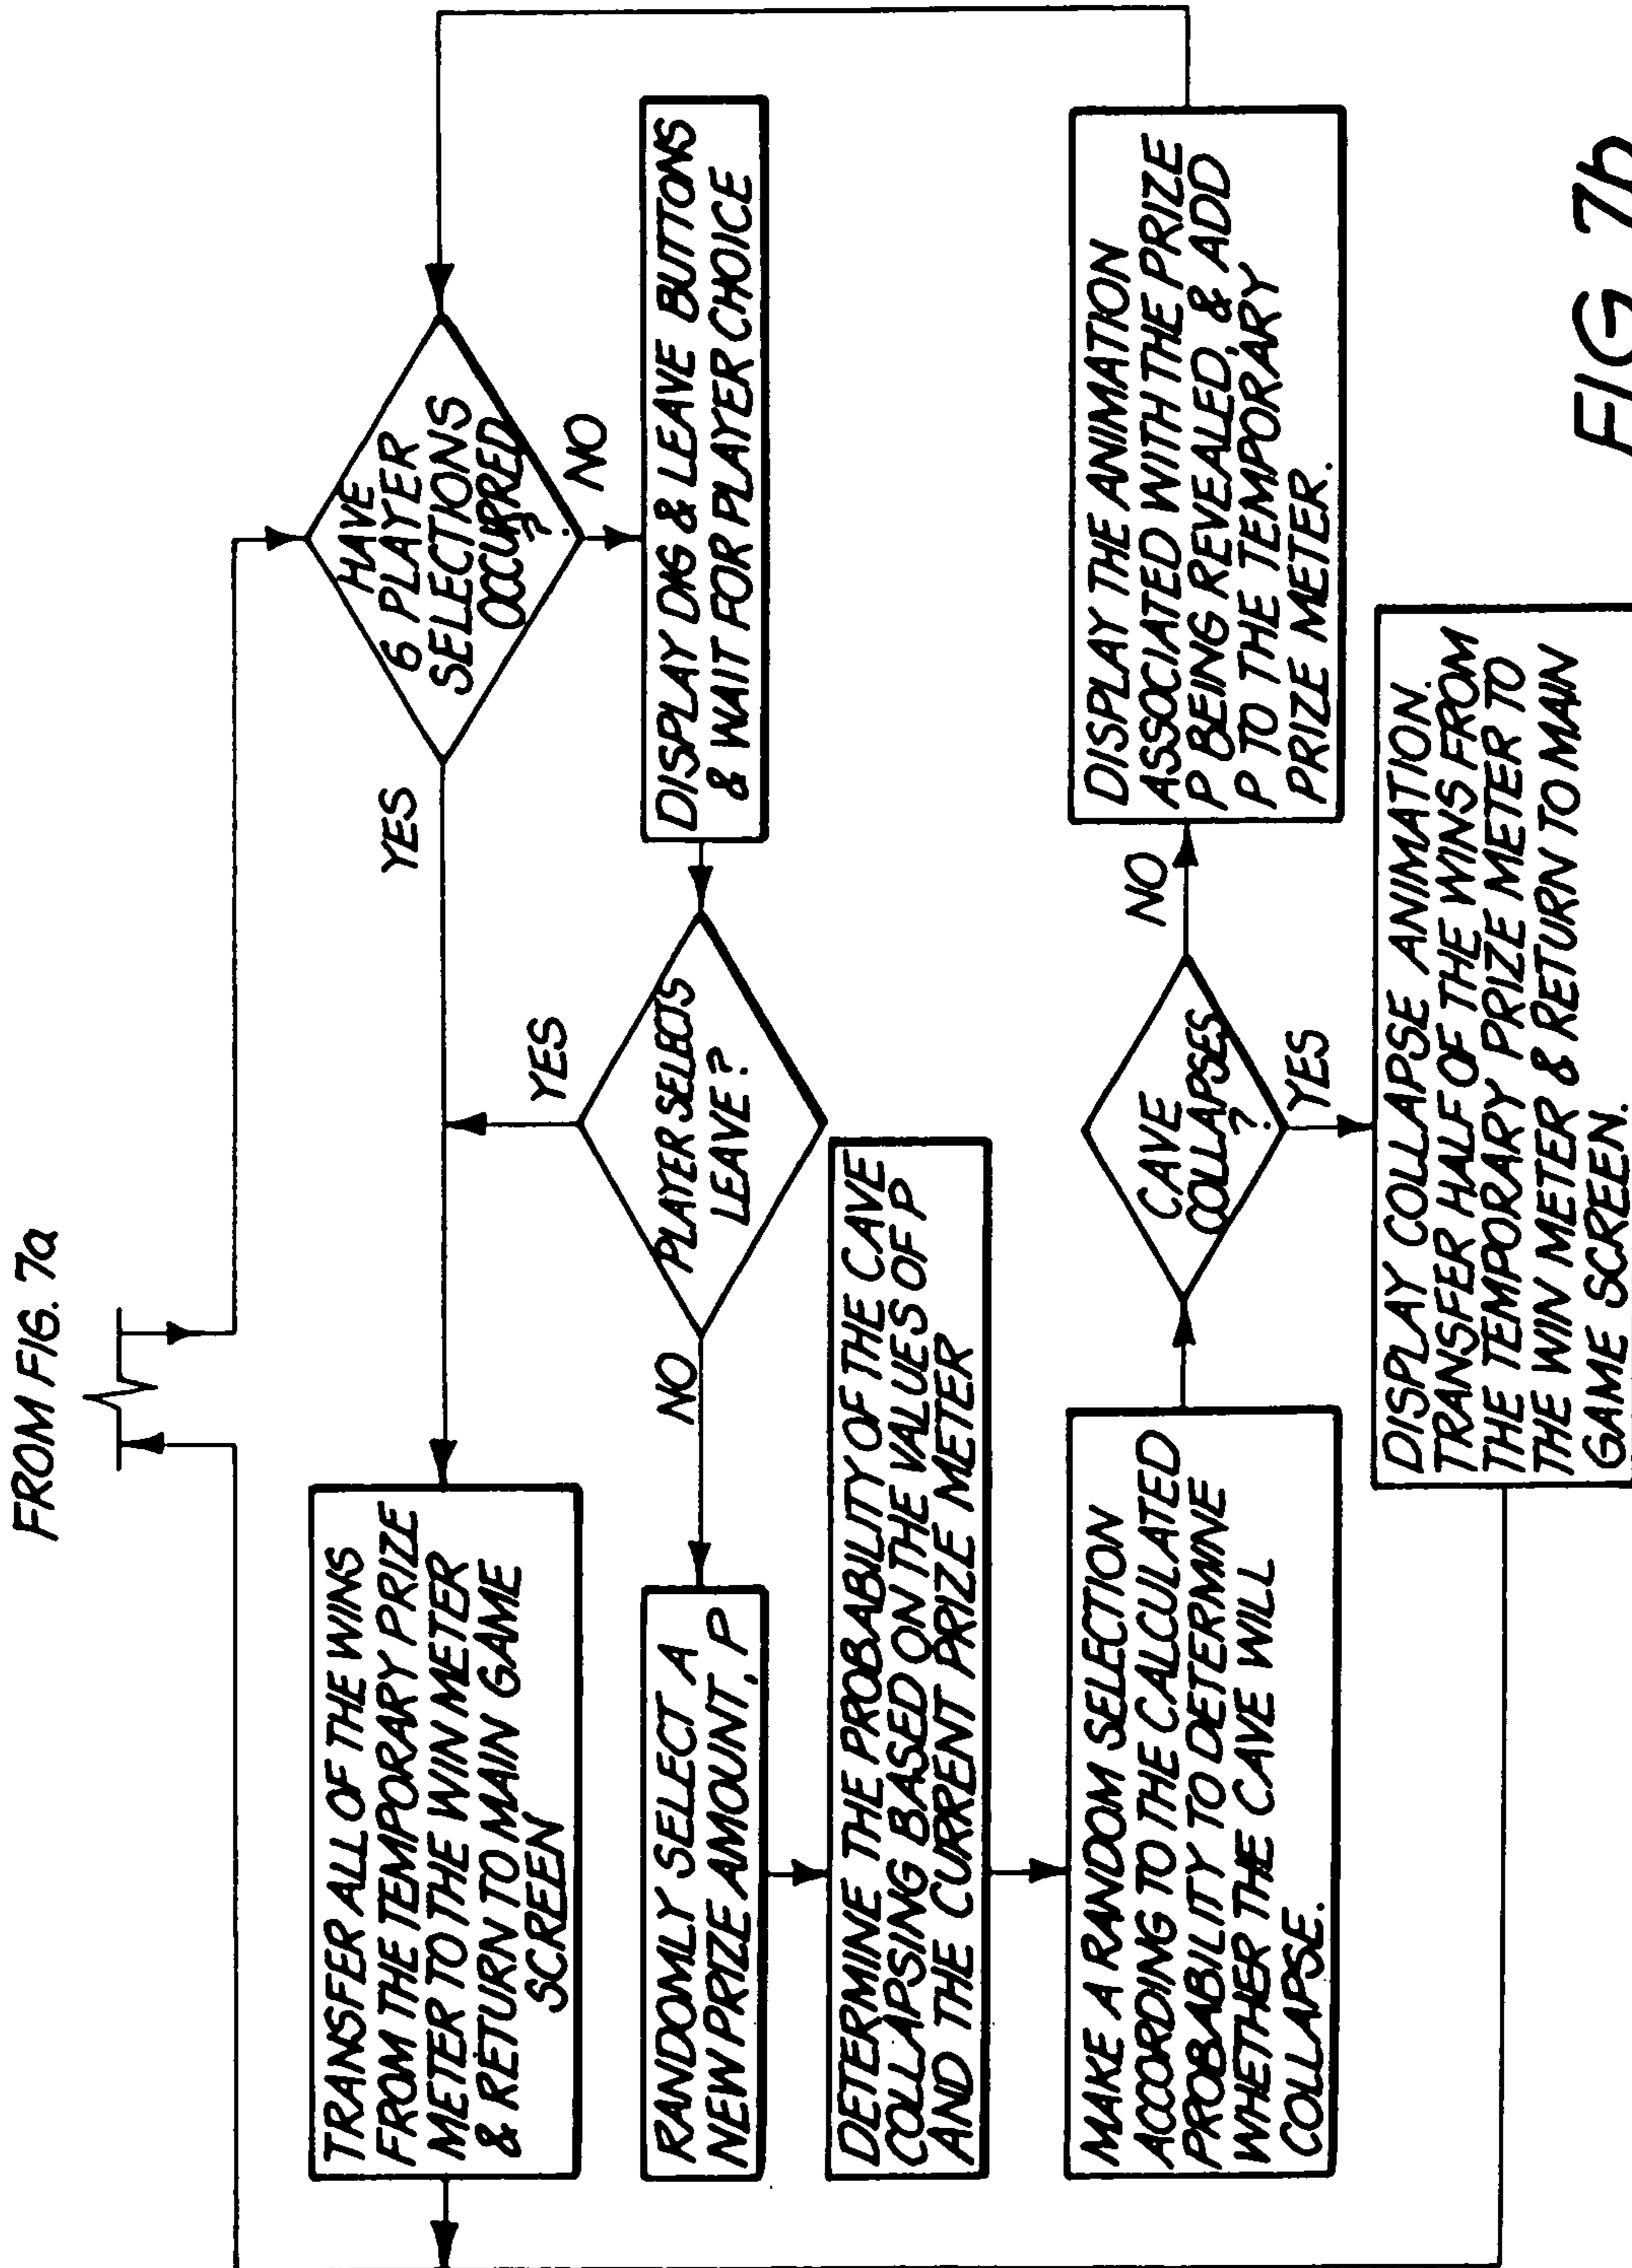 FROM FIG. 7a
HAVE
6 PLAYER
SELECTIONS
OCCURRED
?
YES
NO
TRANSFER ALL OF THE WINS
FROM THE TEMPORARY PRIZE
METER TO THE WIN METER
& RETURN TO MAIN GAME
SCREEN
DISPLAY DIG & LEAVE BUTTONS
& WAIT FOR PLAYER CHOICE
PLAYER SELECTS
LEAVE?
YES
NO
RANDOMLY SELECT A
NEW PRIZE AMOUNT, P
DETERMINE THE PROBABILITY OF THE CAVE
COLLAPSING BASED ON THE VALUES OF P
AND THE CURRENT PRIZE METER
MAKE A RANDOM SELECTION
ACCORDING TO THE CALCULATED
PROBABILITY TO DETERMINE
WHETHER THE CAVE WILL
COLLAPSE.
CAVE
COLLAPSES
?
NO
YES
DISPLAY THE ANIMATION
ASSOCIATED WITH THE PRIZE
P BEING REVEALED, & ADD
P TO THE TEMPORARY
PRIZE METER.
DISPLAY COLLAPSE ANIMATION.
TRANSFER HALF OF THE WINS FROM
THE TEMPORARY PRIZE METER TO
THE WIN METER & RETURN TO MAIN
GAME SCREEN.
FIG 7b